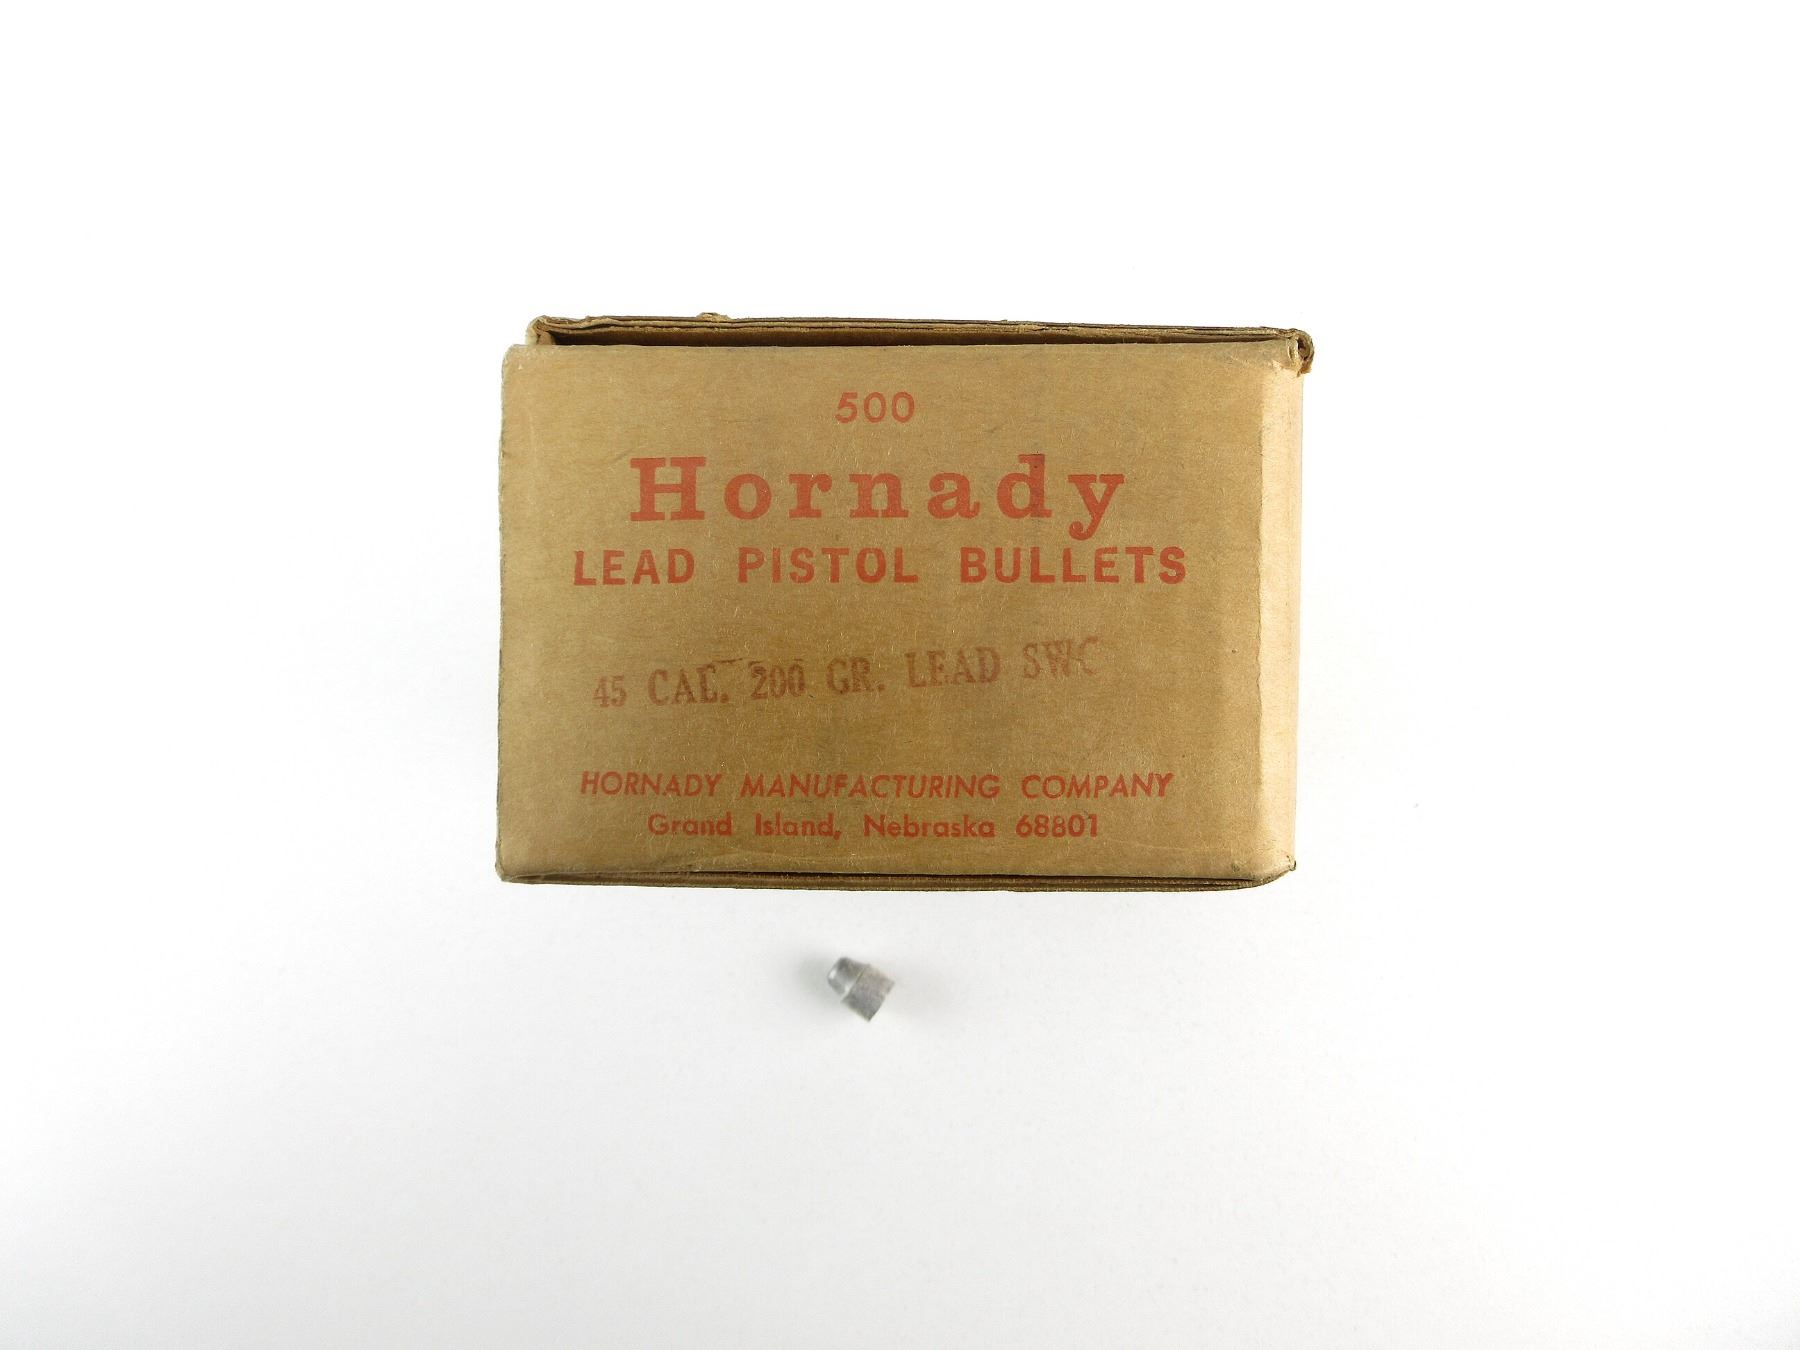 500
Hornady
LEAD PISTOL BULLETS
45 CAL. 200 GR. LEAD SWC
HORNADY MANUFACTURING COMPANY
Grand Island, Nebraska 68801